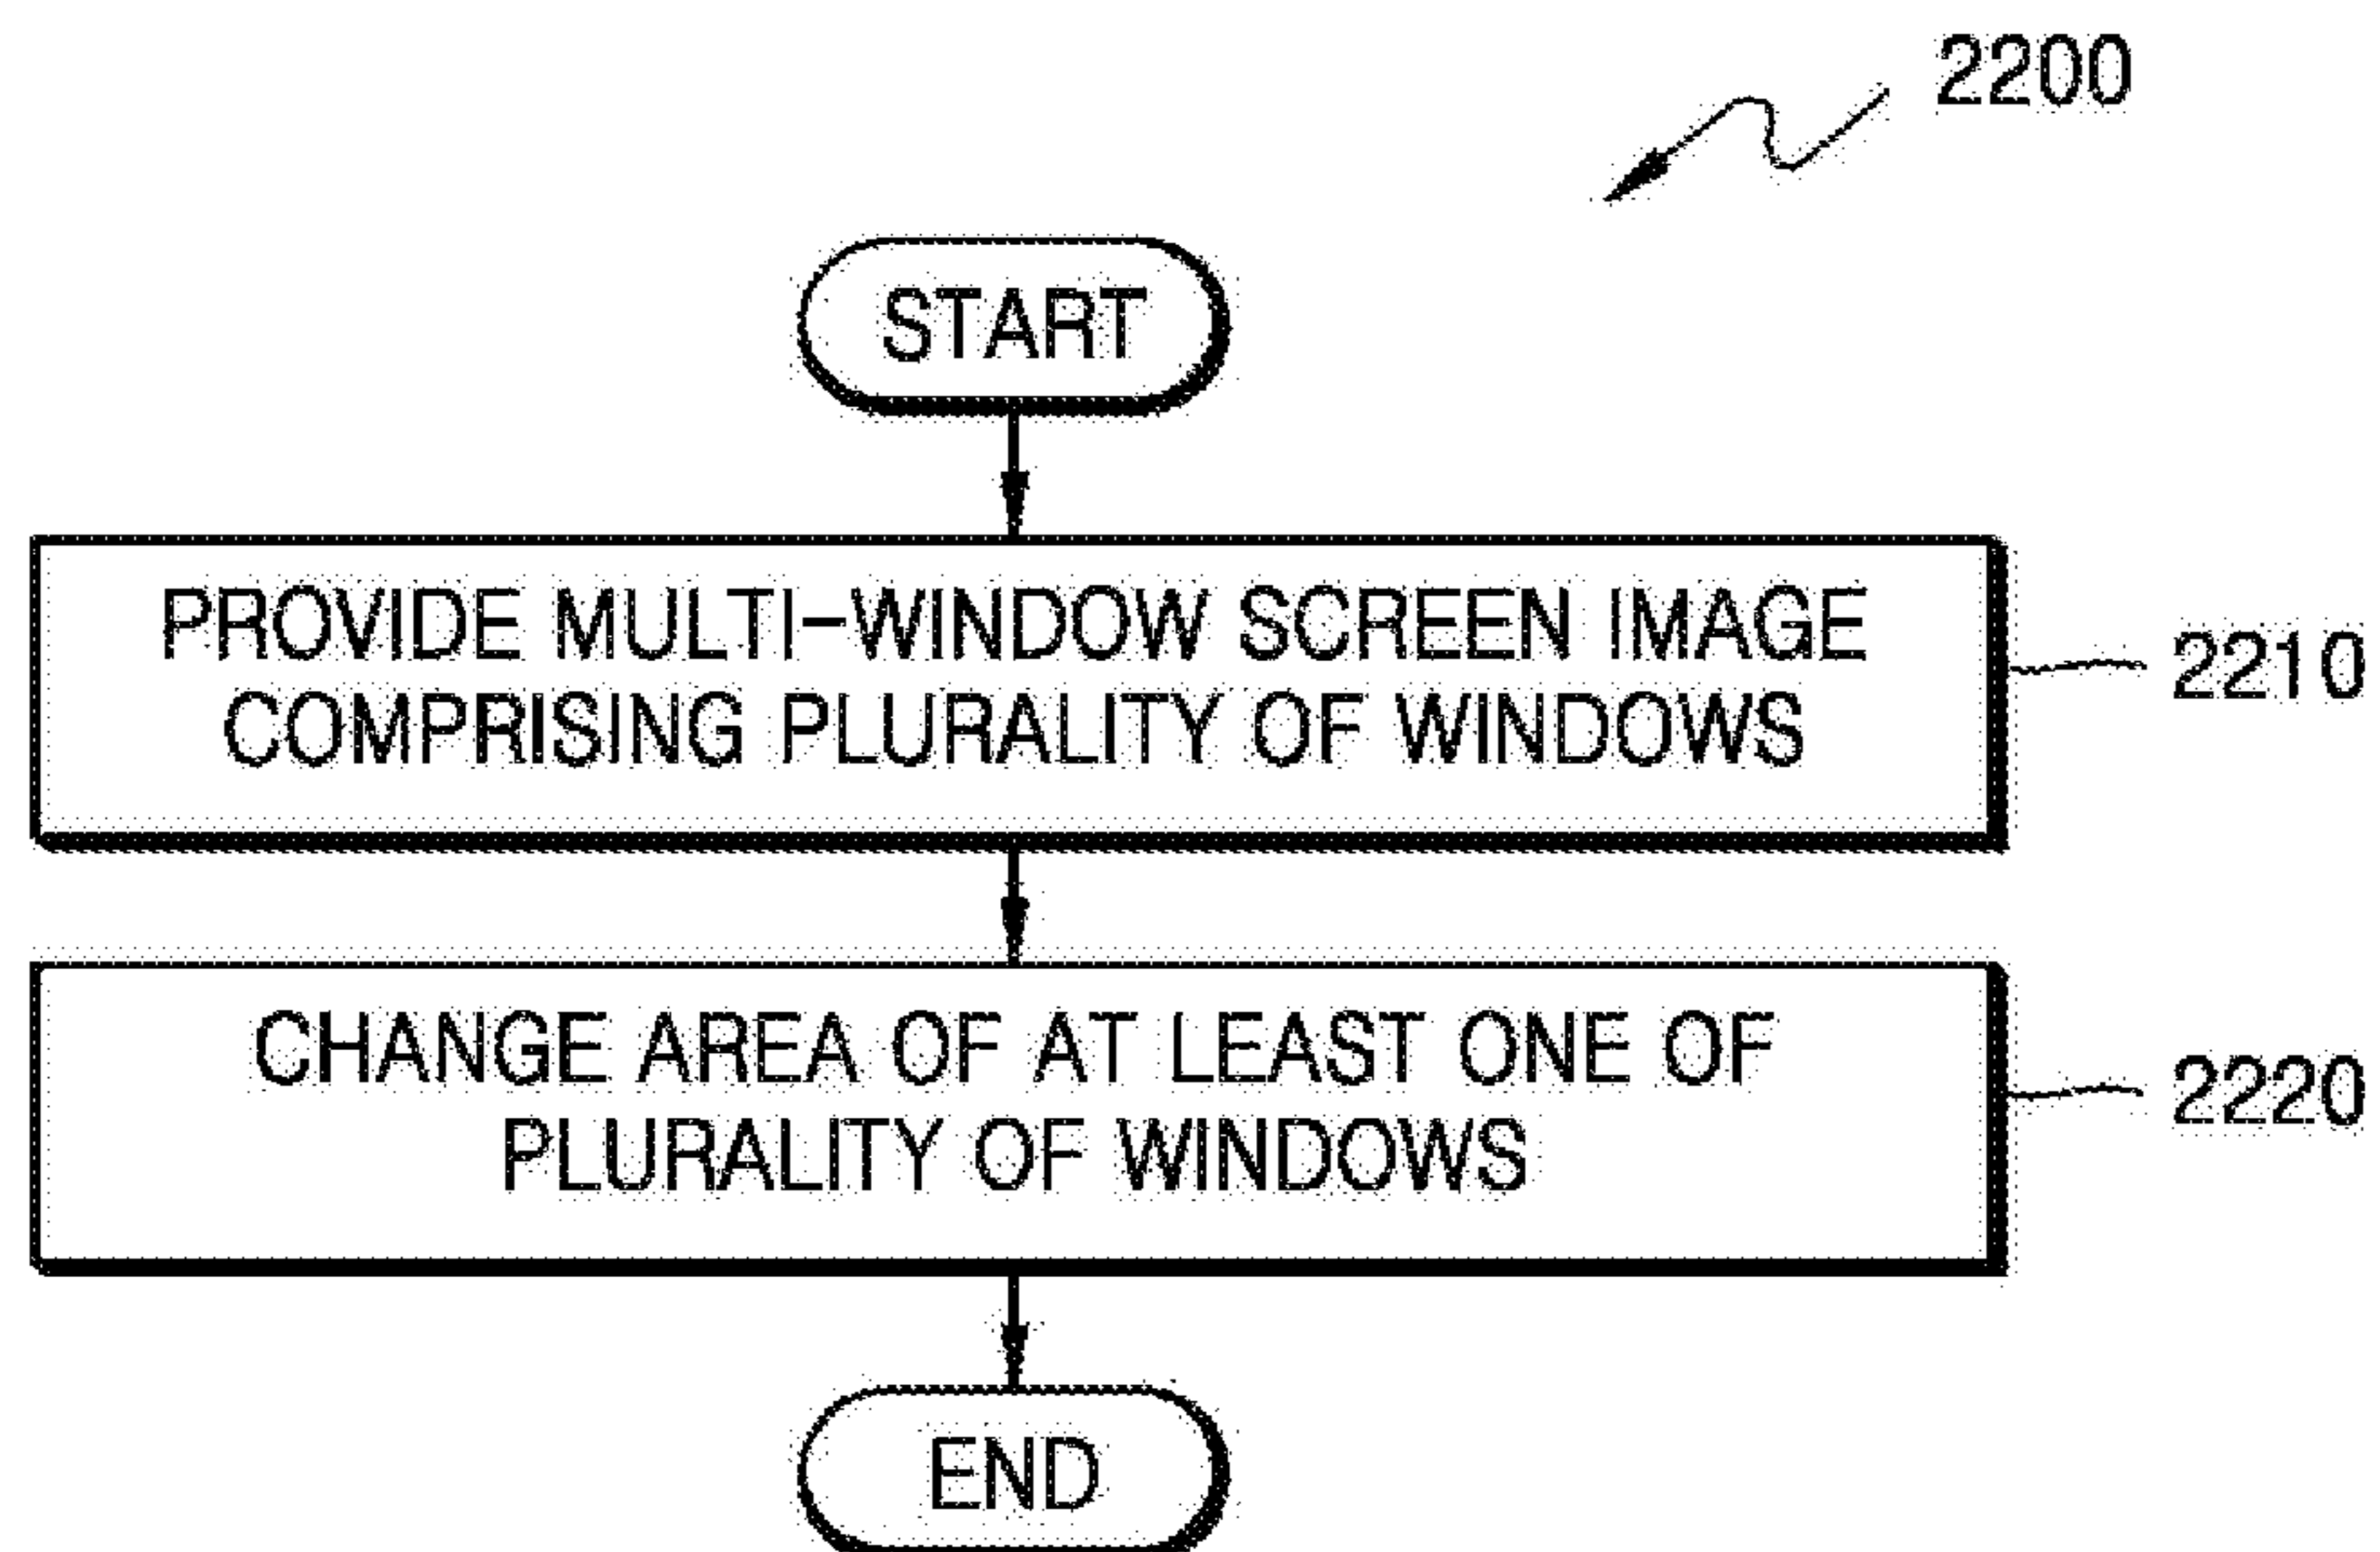 2200
START
PROVIDE MULTI-WINDOW SCREEN IMAGE
COMPRISING PLURALITY OF WINDOWS
2210
CHANGE AREA OF AT LEAST ONE OF
PLURALITY OF WINDOWS
2220
END